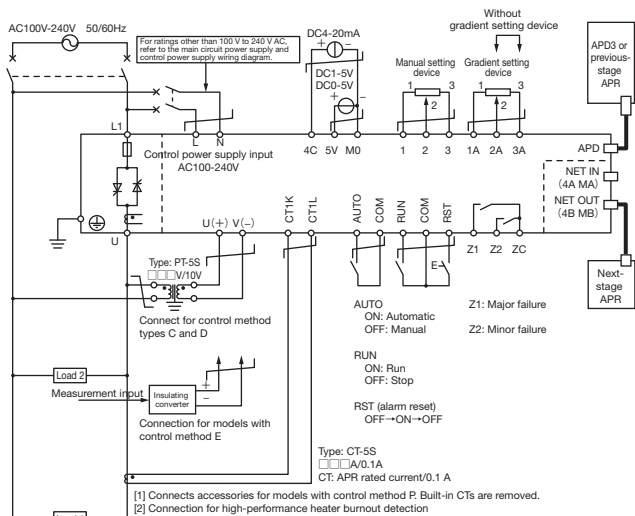 AC100V-240V 50/60Hz
For ratings other than 100 V to 240 V AC,
refer to the main circuit power supply and
control power supply wiring diagram.
DC4-20mA
+ −
DC1-5V
DC0-5V
+ −
Without
gradient setting device
Manual setting
device
1 3
2
Gradient setting
device
1 3
2
APD3 or
previous-
stage
APR
L1
L N
4C 5V M0
1 2 3
1A 2A 3A
APD
Control power supply input
AC100-240V
NET IN
(4A MA)
NET OUT
(4B MB)
U
U(+) V(−)
CT1K
CT1L
AUTO
COM
RUN
COM
RST
Z1 Z2 ZC
E
Next-
stage
APR
Type: PT-5S
□□□V/10V
Connect for control method
types C and D
AUTO
ON: Automatic
OFF: Manual
Z1: Major failure
Z2: Minor failure
RUN
ON: Run
OFF: Stop
RST (alarm reset)
OFF→ON→OFF
Load 2
Measurement input
Insulating
converter
+
−
Connection for models with
control method E
Type: CT-5S
□□□A/0.1A
CT: APR rated current/0.1 A
[1] Connects accessories for models with control method P. Built-in CTs are removed.
[2] Connection for high-performance heater burnout detection